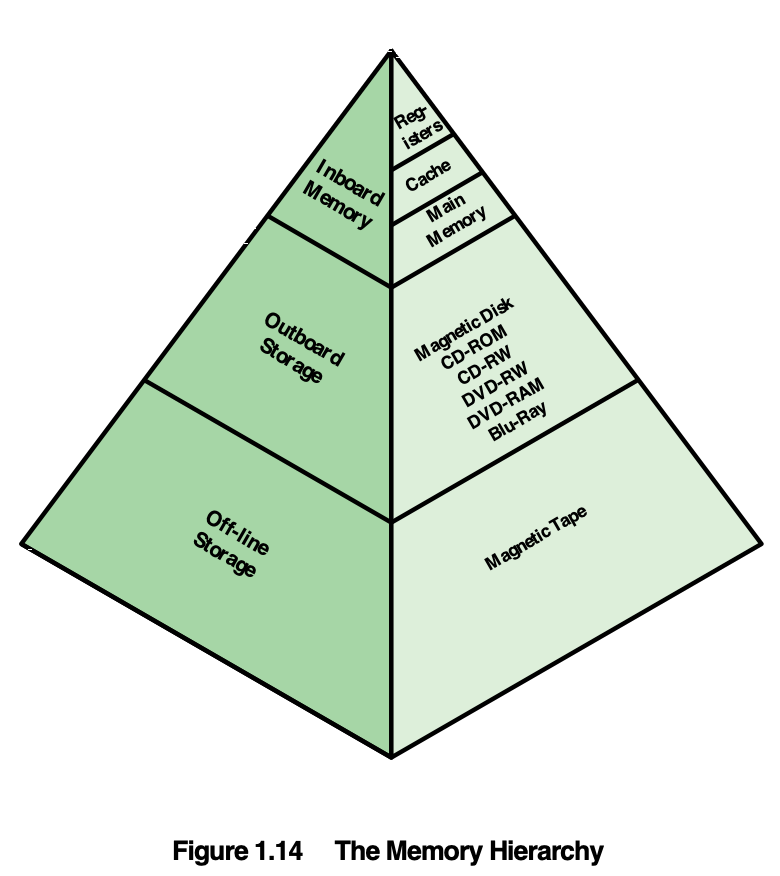 Reg-
isters
Cache
Main
Memory
Inboard
Memory
Magnetic Disk
CD-ROM
CD-RW
DVD-RW
DVD-RAM
Blu-Ray
Outboard
Storage
Magnetic Tape
Off-line
Storage
Figure 1.14 The Memory Hierarchy